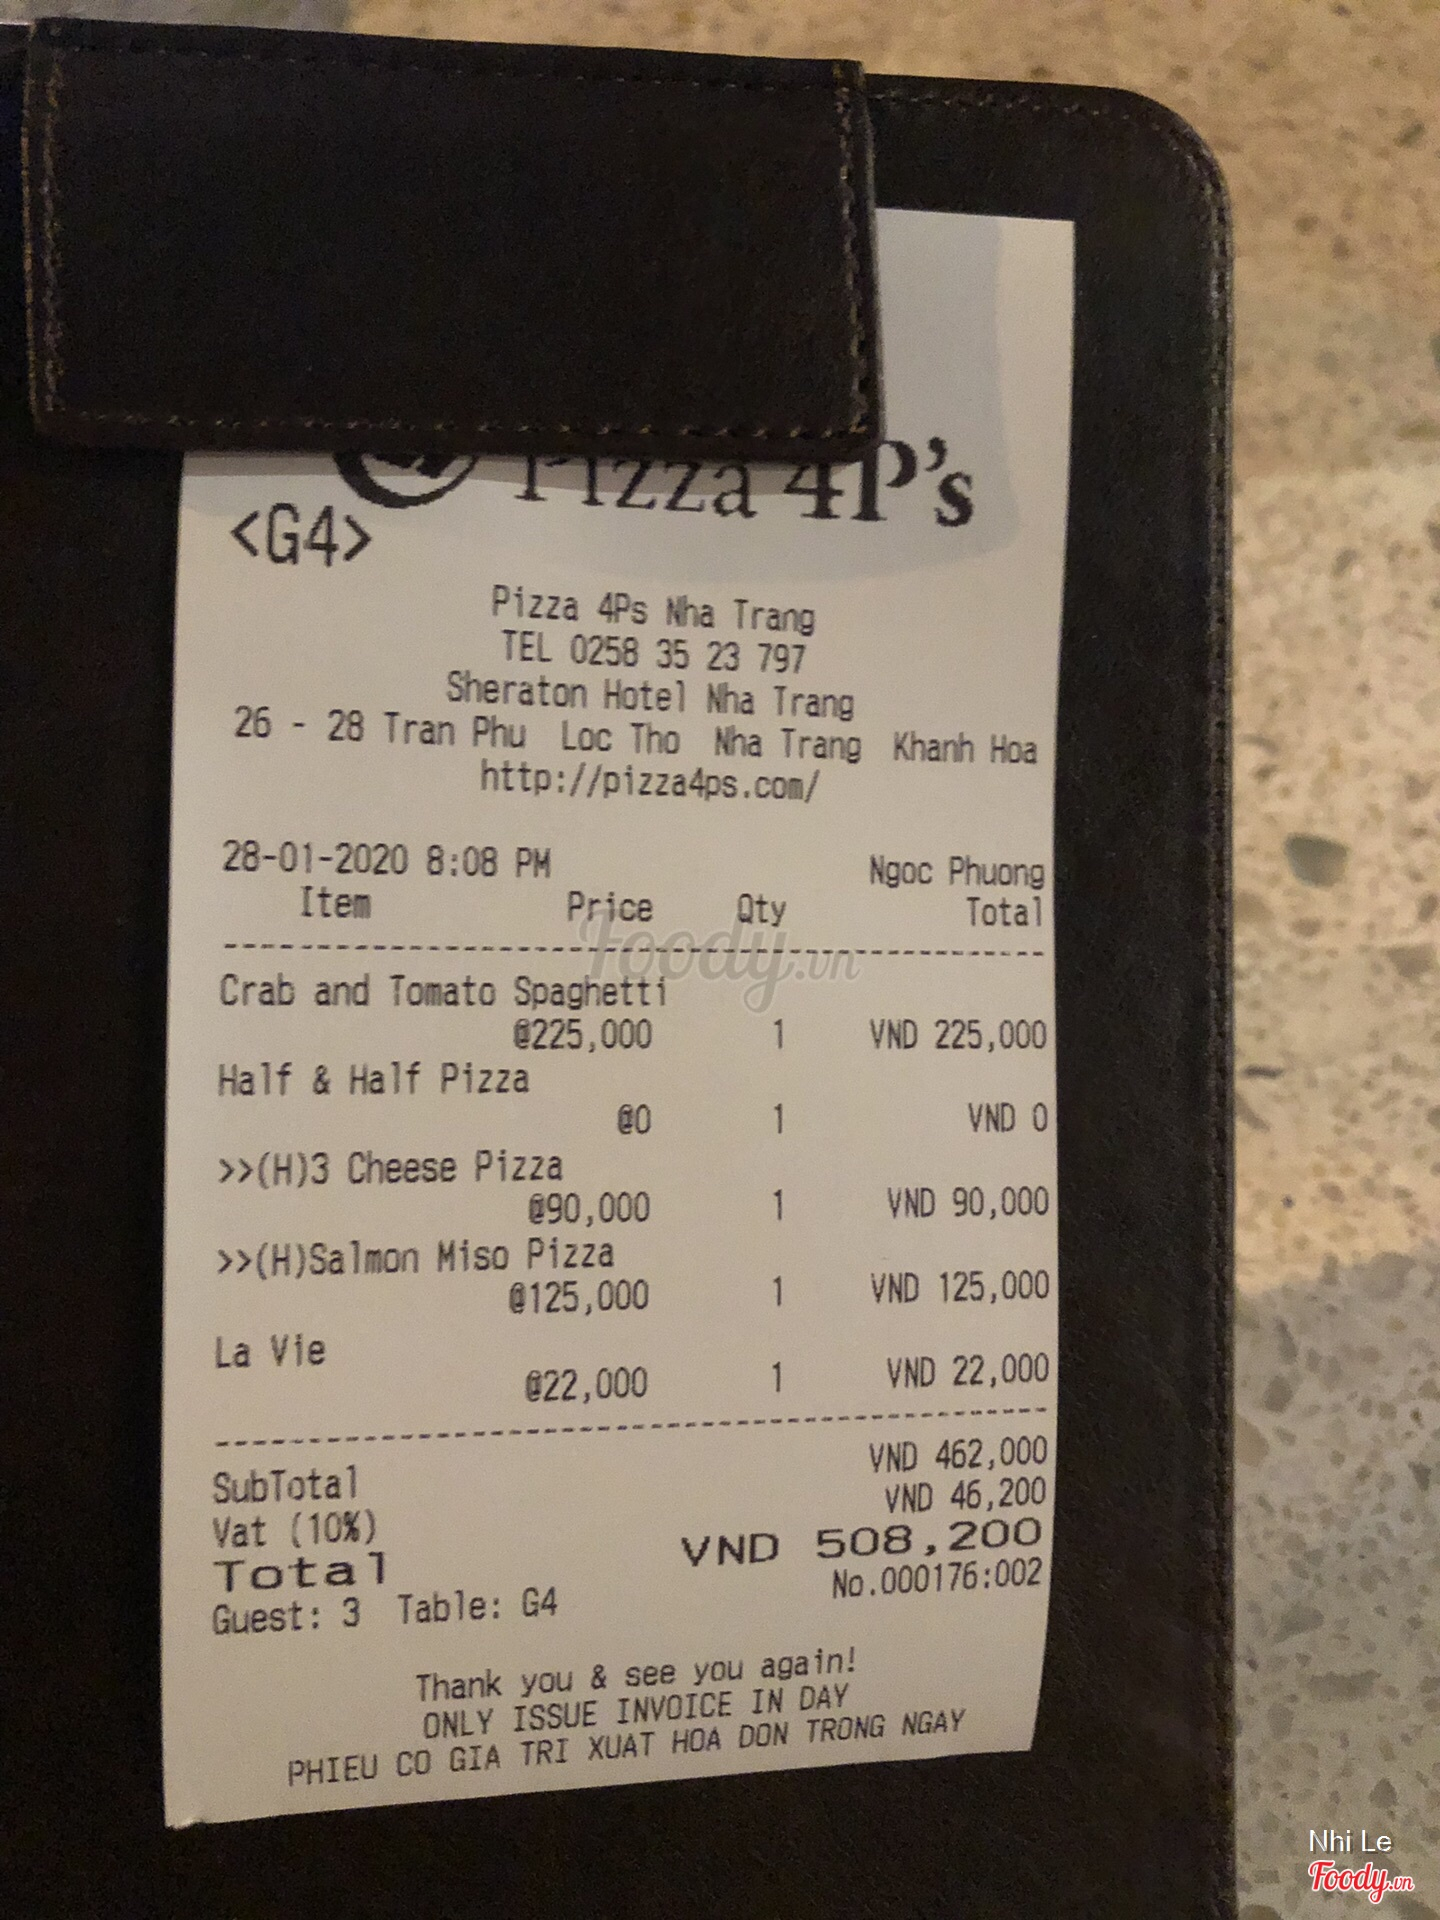 Pizza 4P's
<G4>
Pizza 4Ps Nha Trang
TEL 0258 35 23 797
Sheraton Hotel Nha Trang
26 - 28 Tran Phu Loc Tho Nha Trang Khanh Hoa
http://pizza4ps.com/
28-01-2020 8:08 PM Ngoc Phuong
Item Price Qty Total
Foody.vn
Crab and Tomato Spaghetti
@225,000 1 VND 225,000
Half & Half Pizza
@0 1 VND 0
>>(H)3 Cheese Pizza
@90,000 1 VND 90,000
>>(H)Salmon Miso Pizza
@125,000 1 VND 125,000
La Vie
@22,000 1 VND 22,000
SubTotal VND 462,000
Vat (10%) VND 46,200
Total VND 508,200
Guest: 3 Table: G4 No.000176:002
Thank you & see you again!
ONLY ISSUE INVOICE IN DAY
PHIEU CO GIA TRI XUAT HOA DON TRONG NGAY
Nhi Le
Foody.vn